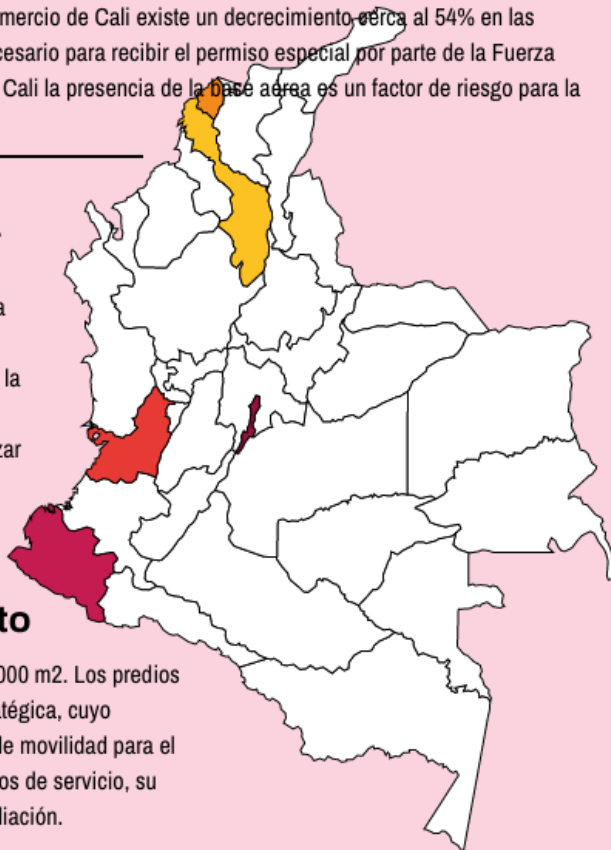 mercio de Cali existe un decrecimiento cerca al 54% en las
cesario para recibir el permiso especial por parte de la Fuerza
Cali la presencia de la base aérea es un factor de riesgo para la
a
la
zar
to
000 m2. Los predios
atégica, cuyo
de movilidad para el
os de servicio, su
liación.